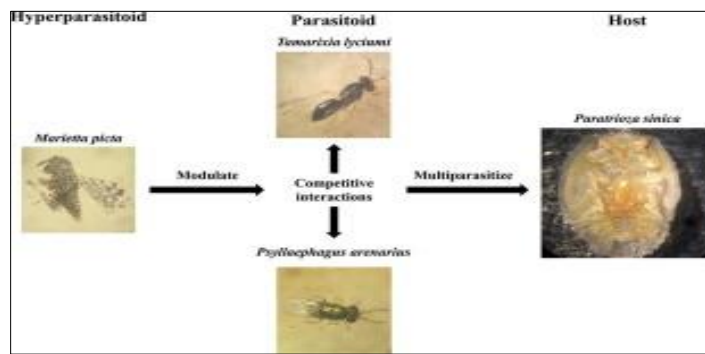 Hyperparasitoid
Parasitoid
Host
Tamarixia lyciumi
Marietta picta
Paratrioza sinica
Modulate
Competitive
interactions
Multiparasitize
Psyllaephagus arenarius